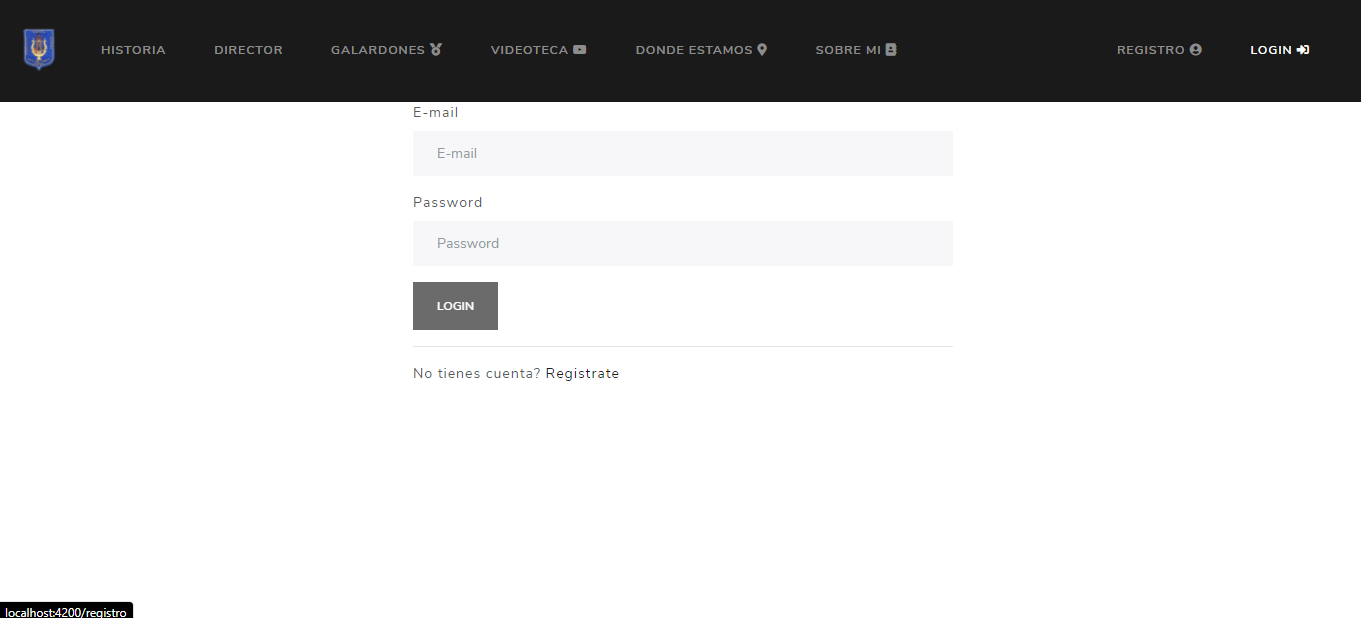 HISTORIA DIRECTOR GALARDONES VIDEOTECA DONDE ESTAMOS SOBRE MI REGISTRO LOGIN
E-mail
E-mail
Password
Password
LOGIN
No tienes cuenta? Registrate
localhost:4200/registro